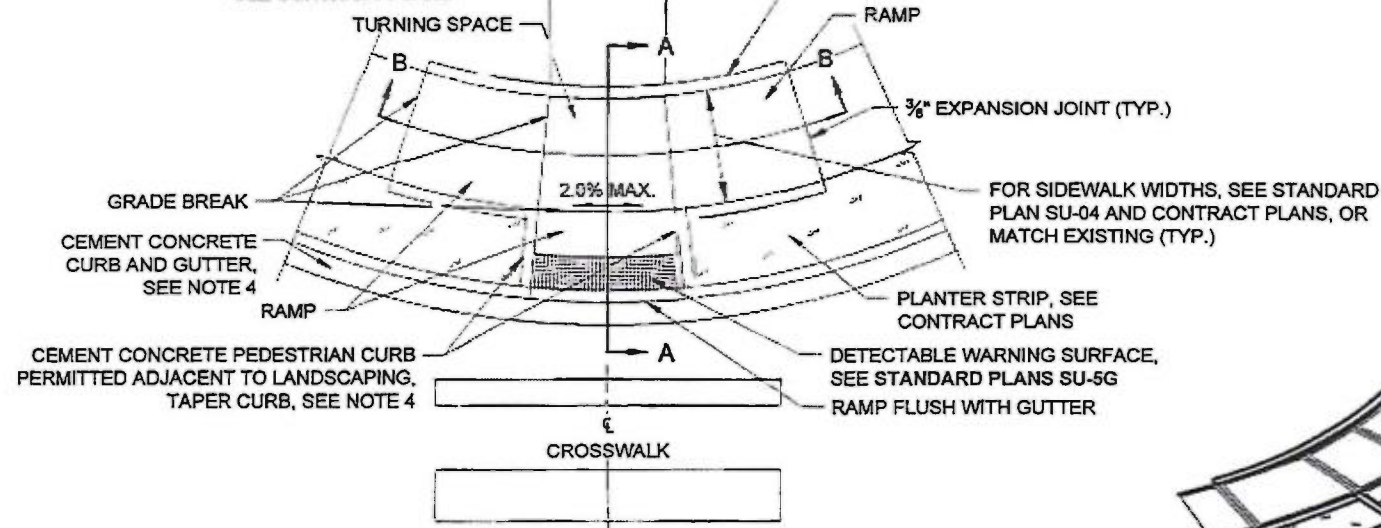 TURNING SPACE
RAMP
A
B
B
⅜" EXPANSION JOINT (TYP.)
GRADE BREAK
2.0% MAX.
FOR SIDEWALK WIDTHS, SEE STANDARD
PLAN SU-04 AND CONTRACT PLANS, OR
MATCH EXISTING (TYP.)
CEMENT CONCRETE
CURB AND GUTTER,
SEE NOTE 4
RAMP
PLANTER STRIP, SEE
CONTRACT PLANS
CEMENT CONCRETE PEDESTRIAN CURB
PERMITTED ADJACENT TO LANDSCAPING,
TAPER CURB, SEE NOTE 4
A
DETECTABLE WARNING SURFACE,
SEE STANDARD PLANS SU-5G
RAMP FLUSH WITH GUTTER
℄
CROSSWALK